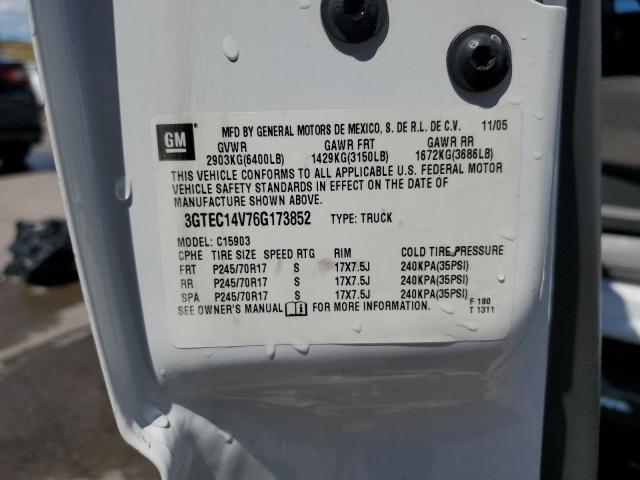 GM
MFD BY GENERAL MOTORS DE MEXICO, S. DE R.L. DE C.V. 11/05
GVWR GAWR FRT GAWR RR
2903KG(6400LB) 1429KG(3150LB) 1672KG(3686LB)
THIS VEHICLE CONFORMS TO ALL APPLICABLE U.S. FEDERAL MOTOR
VEHICLE SAFETY STANDARDS IN EFFECT ON THE DATE OF
MANUFACTURE SHOWN ABOVE.
3GTEC14V76G173852 TYPE: TRUCK
MODEL: C15903
CPHE TIRE SIZE SPEED RTG RIM COLD TIRE PRESSURE
FRT P245/70R17 S 17X7.5J 240KPA(35PSI)
RR P245/70R17 S 17X7.5J 240KPA(35PSI)
SPA P245/70R17 S 17X7.5J 240KPA(35PSI)
SEE OWNER'S MANUAL FOR MORE INFORMATION.
F 180
T 1311